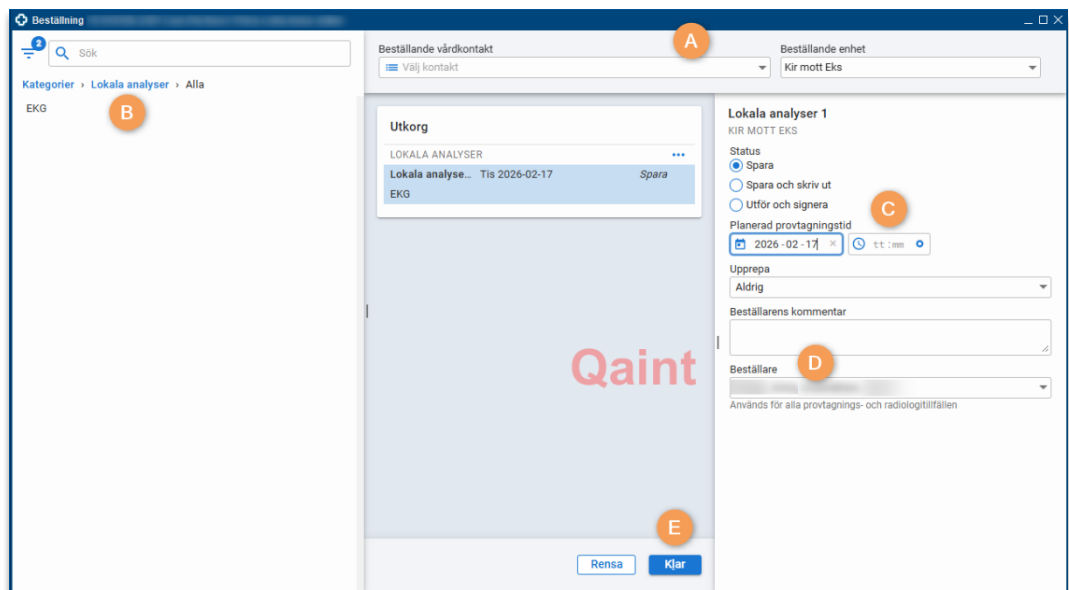 Beställning
A
Beställande vårdkontakt
Beställande enhet
2
Sök
Välj kontakt
Kir mott Eks
Kategorier › Lokala analyser › Alla
EKG
B
Utkorg
LOKALA ANALYSER
Lokala analyse... Tis 2026-02-17 Spara
EKG
Lokala analyser 1
KIR MOTT EKS
Status
Spara
Spara och skriv ut
Utför och signera
C
Planerad provtagningstid
2026-02-17 × tt:mm
Upprepa
Aldrig
Beställarens kommentar
D
Beställare
Används för alla provtagnings- och radiologitillfällen
Qaint
E
Rensa Klar